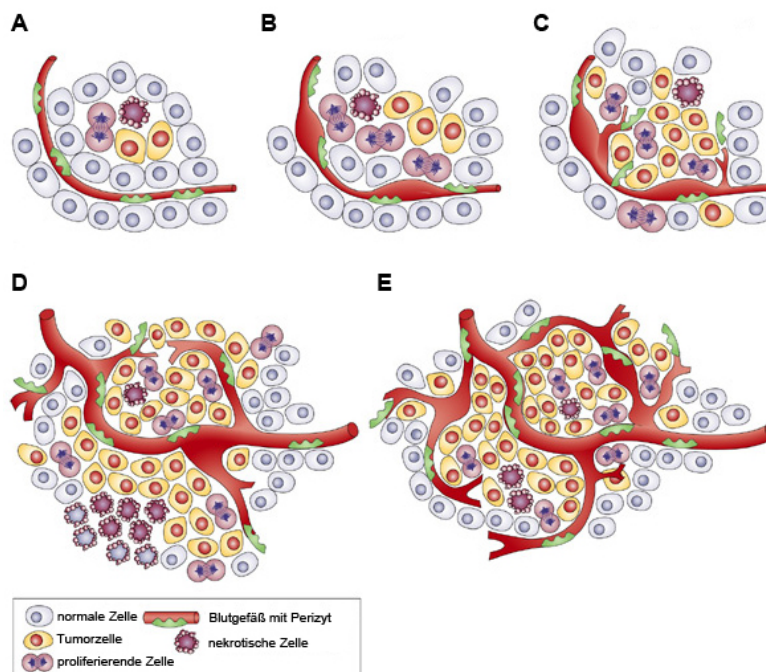 A
B
C
D
E
normale Zelle
Blutgefäß mit Perizyt
Tumorzelle
nekrotische Zelle
proliferierende Zelle